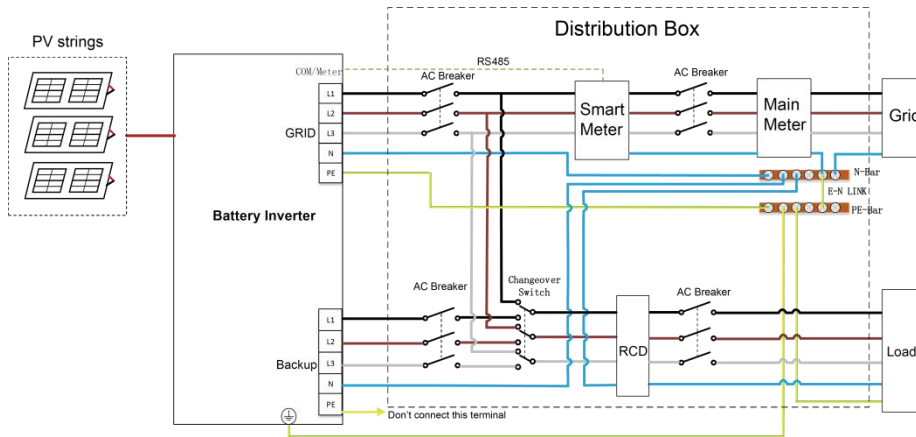 Distribution Box
PV strings
COM/Meter
RS485
AC Breaker
AC Breaker
L1
L2
GRID
L3
N
PE
Smart
Meter
Main
Meter
Grid
N-Bar
E-N LINK
PE-Bar
Battery Inverter
AC Breaker
Changeover
Switch
AC Breaker
L1
L2
Backup
L3
N
PE
RCD
Load
Don't connect this terminal